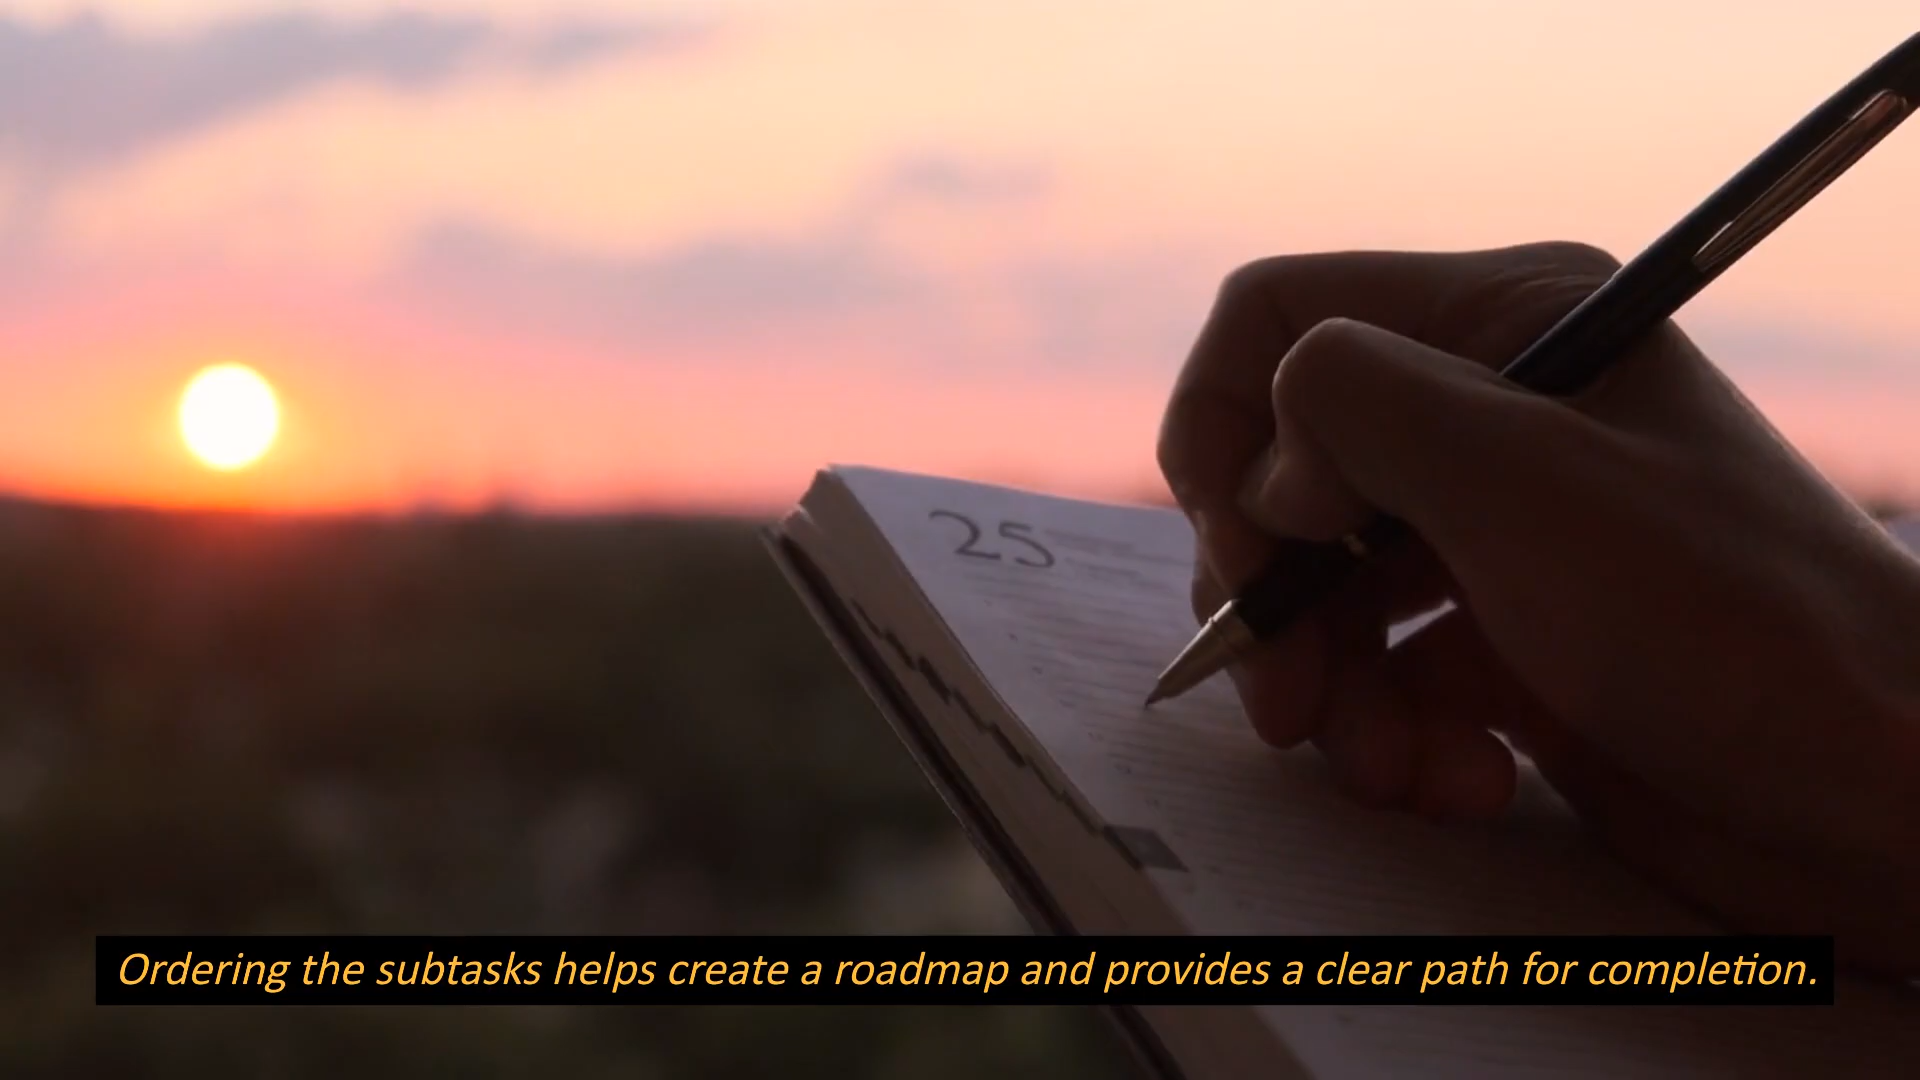 25
Ordering the subtasks helps create a roadmap and provides a clear path for completion.